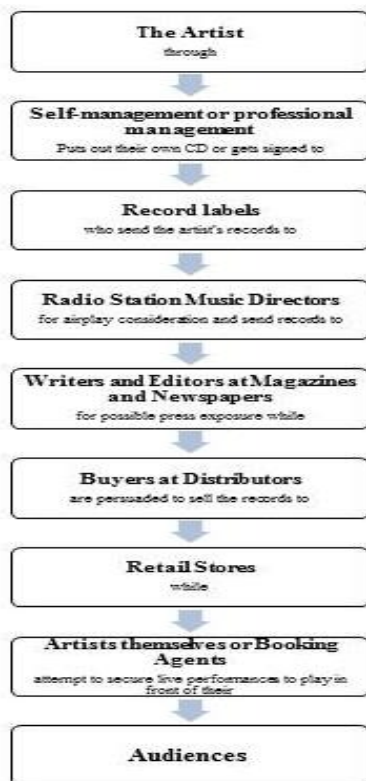 The Artist
through
Self-management or professional
management
Puts out their own CD or gets signed to
Record labels
who send the artist's records to
Radio Station Music Directors
for airplay consideration and send records to
Writers and Editors at Magazines
and Newspapers
for possible press exposure while
Buyers at Distributors
are persuaded to sell the records to
Retail Stores
while
Artists themselves or Booking
Agents
attempt to secure live performances to play in
front of their
Audiences